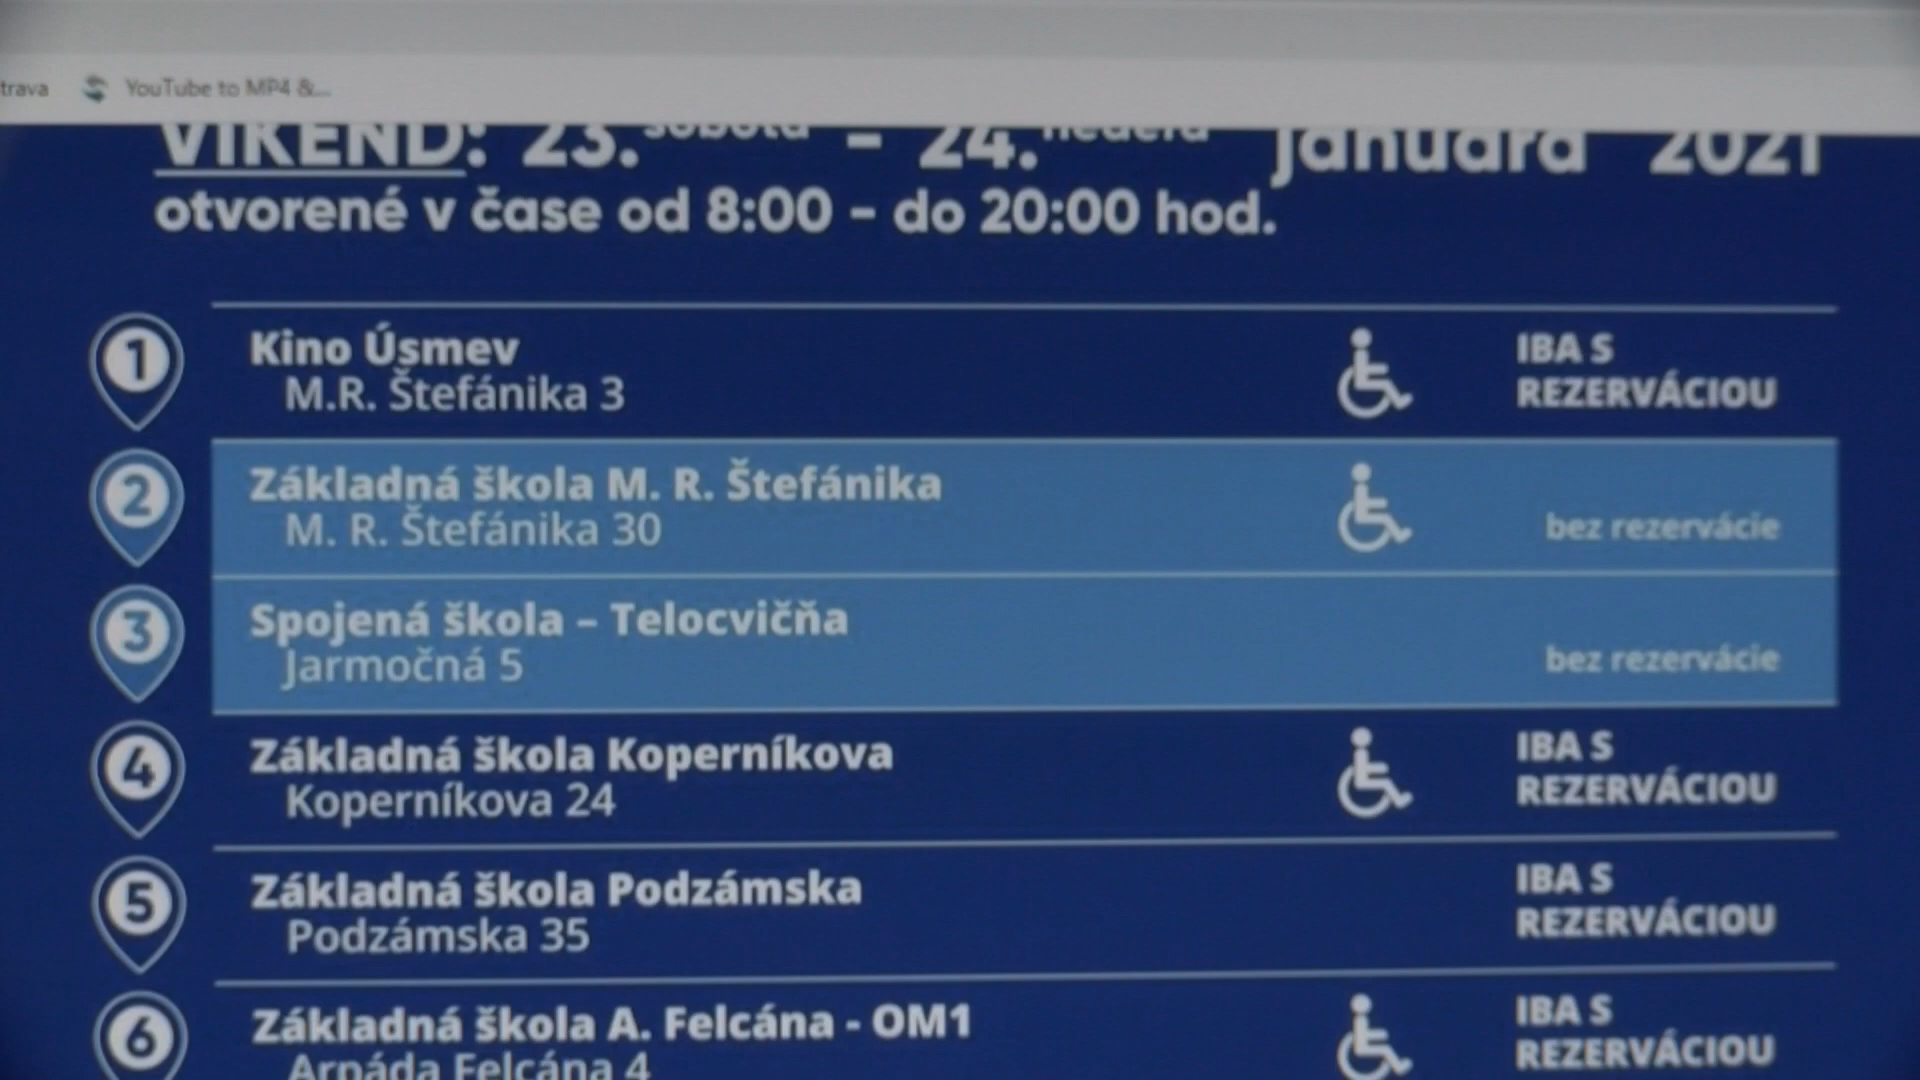 trava YouTube to MP4 &...
VÍKEND: 23. sobota - 24. nedeľa januára 2021
otvorené v čase od 8:00 - do 20:00 hod.
1 Kino Úsmev IBA S
M.R. Štefánika 3 REZERVÁCIOU
2 Základná škola M. R. Štefánika
M. R. Štefánika 30 bez rezervácie
3 Spojená škola – Telocvičňa
Jarmočná 5 bez rezervácie
4 Základná škola Koperníkova IBA S
Koperníkova 24 REZERVÁCIOU
5 Základná škola Podzámska IBA S
Podzámska 35 REZERVÁCIOU
6 Základná škola A. Felcána - OM1 IBA S
Arpáda Felcána 4 REZERVÁCIOU